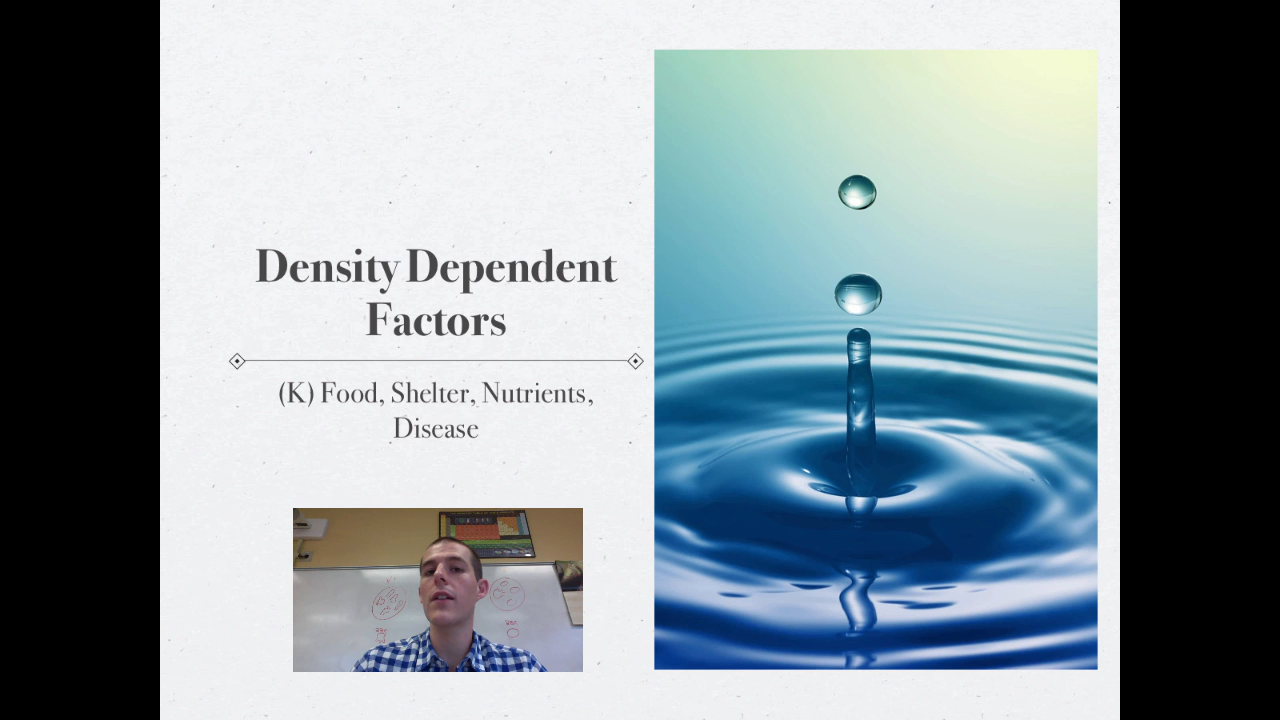 Density Dependent
Factors
(K) Food, Shelter, Nutrients,
Disease